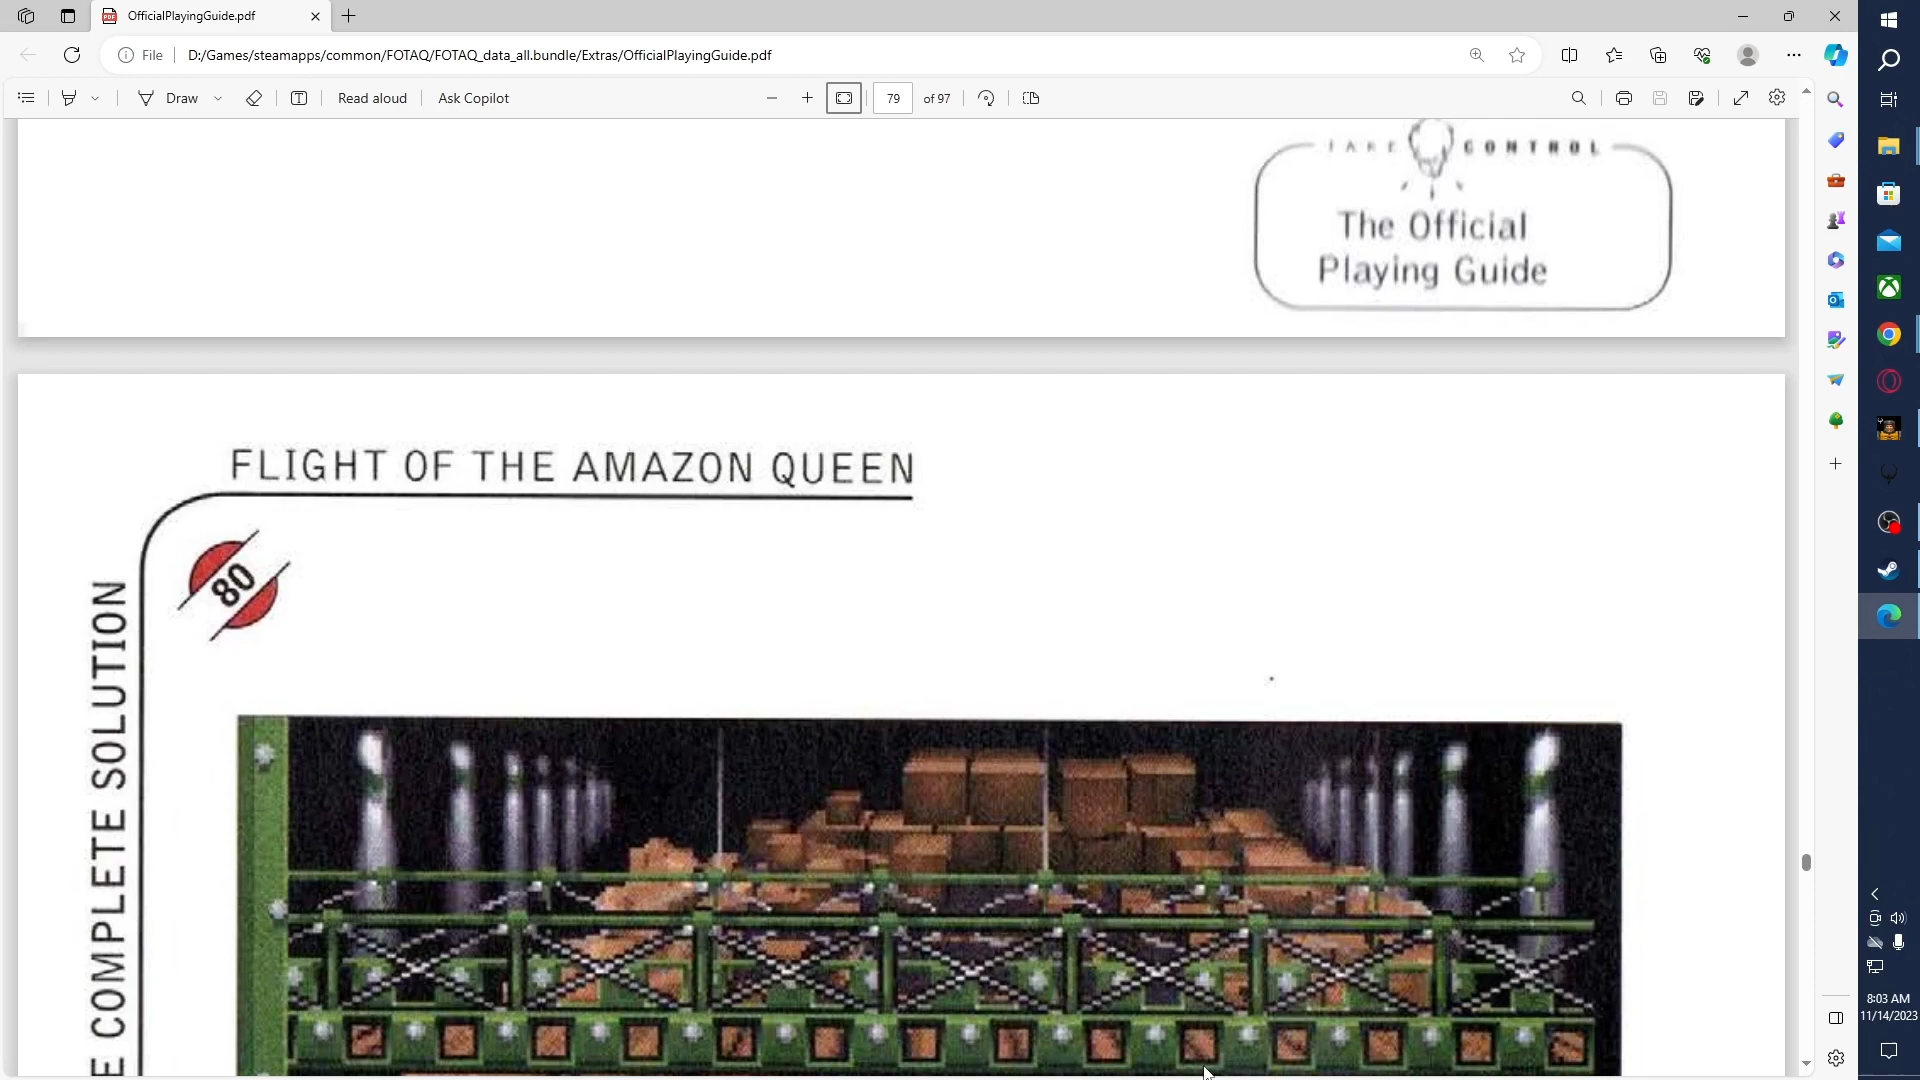 OfficialPlayingGuide.pdf
File
D:/Games/steamapps/common/FOTAQ/FOTAQ_data_all.bundle/Extras/OfficialPlayingGuide.pdf
Draw
Read aloud
Ask Copilot
79
of 97
TAKE CONTROL
The Official
Playing Guide
FLIGHT OF THE AMAZON QUEEN
80
E COMPLETE SOLUTION
8:03 AM
11/14/2023